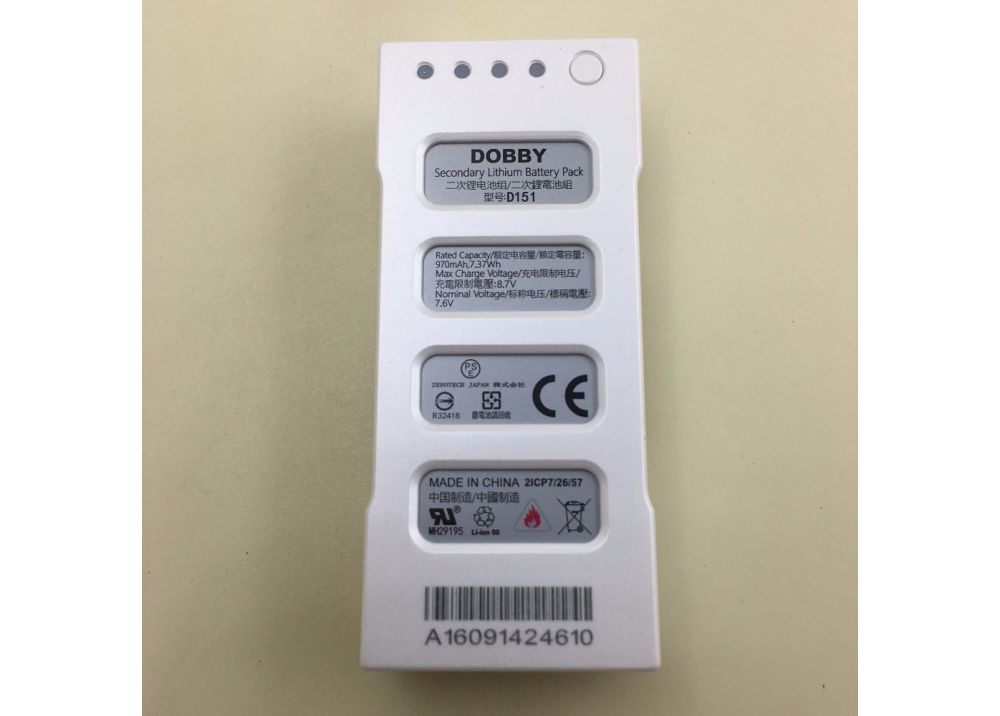 DOBBY
Secondary Lithium Battery Pack
二次锂电池组/二次鋰電池組
型号:D151
Rated Capacity/额定电容量/額定電容量:
970mAh,7.37Wh
Max Charge Voltage/充电限制电压/
充電限制電壓:8.7V
Nominal Voltage/标称电压/標稱電壓:
7.6V
PS
E
ZEROTECH JAPAN 株式会社
CE
R32418
廢電池請回收
MADE IN CHINA 2ICP7/26/57
中国制造/中國制造
RU®
MH29195
Li-ion 00
A16091424610